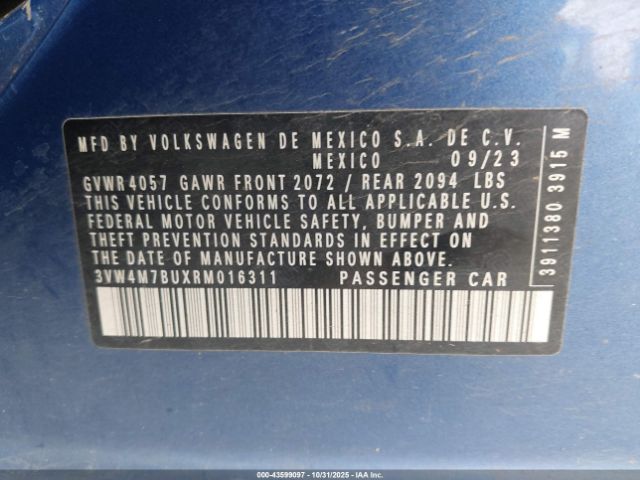 MFD BY VOLKSWAGEN DE MEXICO S.A. DE C.V.
MEXICO 09/23
GVWR 4057 GAWR FRONT 2072 / REAR 2094 LBS
THIS VEHICLE CONFORMS TO ALL APPLICABLE U.S.
FEDERAL MOTOR VEHICLE SAFETY, BUMPER AND
THEFT PREVENTION STANDARDS IN EFFECT ON
THE DATE OF MANUFACTURE SHOWN ABOVE.
3VW4M7BUXRM016311 PASSENGER CAR
3911380 3915 M
000-43599097 - 10/31/2025 - COPYRIGHT IAA